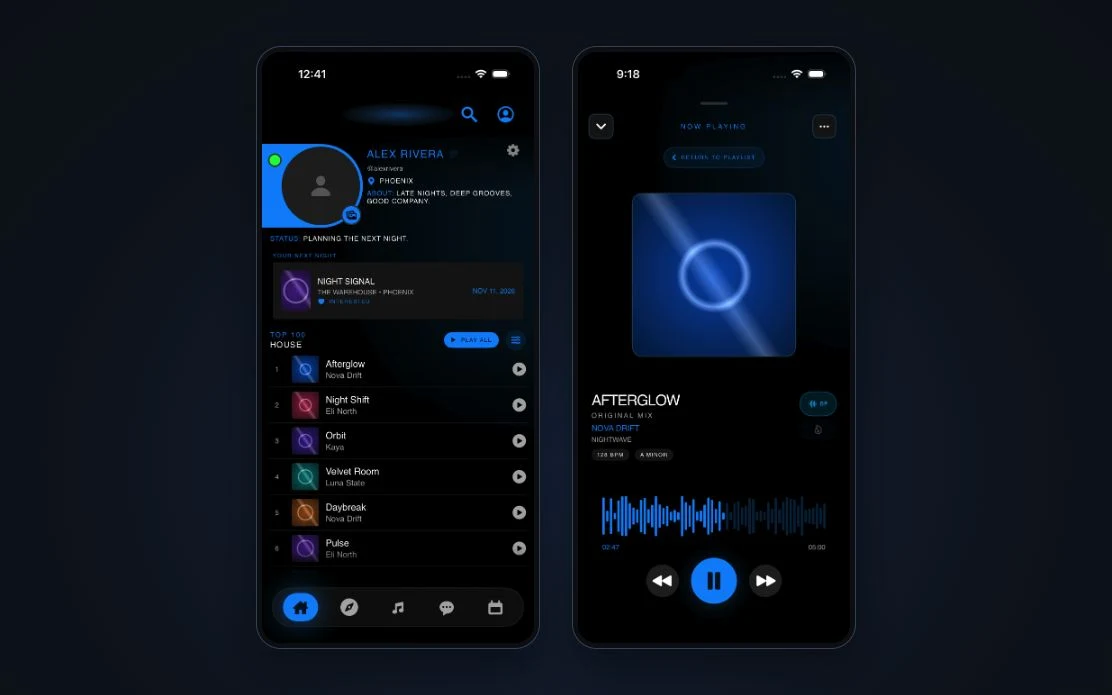 12:41
ALEX RIVERA
@alexrivera
PHOENIX
ABOUT: LATE NIGHTS, DEEP GROOVES,
GOOD COMPANY.
STATUS: PLANNING THE NEXT NIGHT.
YOUR NEXT NIGHT
NIGHT SIGNAL
THE WAREHOUSE • PHOENIX
INTERESTED
NOV 11, 2026
TOP 100
HOUSE
PLAY ALL
1
Afterglow
Nova Drift
2
Night Shift
Eli North
3
Orbit
Kaya
4
Velvet Room
Luna State
5
Daybreak
Nova Drift
6
Pulse
Eli North
9:18
NOW PLAYING
RETURN TO PLAYLIST
AFTERGLOW
ORIGINAL MIX
NOVA DRIFT
NIGHTWAVE
126 BPM
A MINOR
BP
02:47
05:00